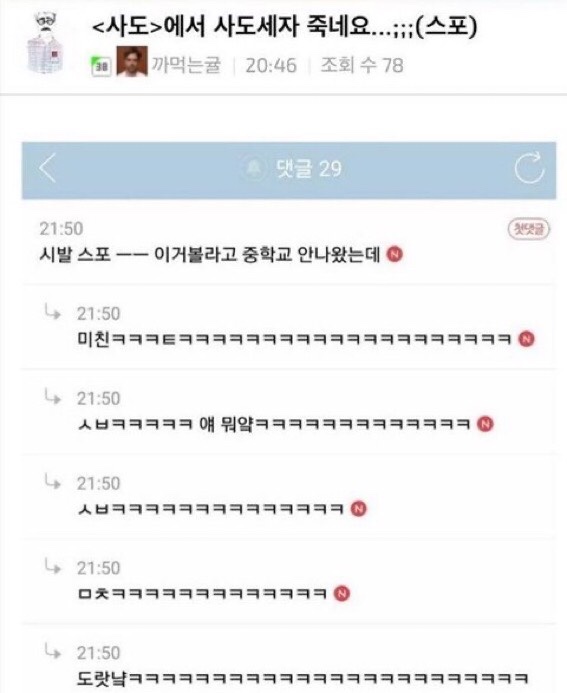 <사도>에서 사도세자 죽네요...;;;(스포)
38 까먹는귤 | 20:46 | 조회 수 78
댓글 29
21:50 첫댓글
시발 스포 ㅡㅡ 이거볼라고 중학교 안나왔는데 N
21:50
미친ㅋㅋㅋㅌㅋㅋㅋㅋㅋㅋㅋㅋㅋㅋㅋㅋㅋㅋㅋㅋㅋㅋㅋㅋ N
21:50
ㅅㅂㅋㅋㅋㅋㅋ 얘 뭐얔ㅋㅋㅋㅋㅋㅋㅋㅋㅋㅋㅋㅋㅋ N
21:50
ㅅㅂㅋㅋㅋㅋㅋㅋㅋㅋㅋㅋㅋㅋㅋㅋ N
21:50
ㅁㅊㅋㅋㅋㅋㅋㅋㅋㅋㅋㅋㅋㅋㅋ N
21:50
도랏냨ㅋㅋㅋㅋㅋㅋㅋㅋㅋㅋㅋㅋㅋㅋㅋㅋㅋㅋㅋㅋㅋㅋㅋㅋ